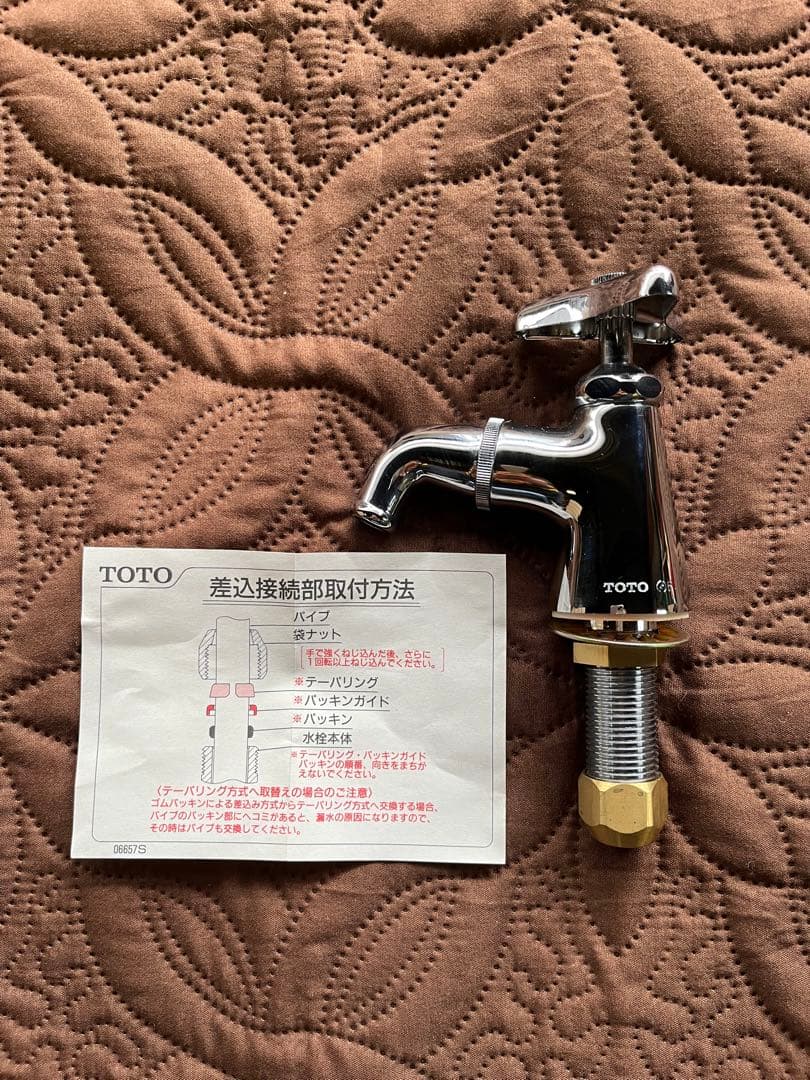 TOTO
差込接続部取付方法
パイプ
袋ナット
手で強くねじ込んだ後、さらに
1回転以上ねじ込んでください。
※テーパリング
※パッキンガイド
※パッキン
水栓本体
※テーパリング・パッキンガイド
パッキンの順番、向きをまちが
えないでください。
(テーパリング方式へ取替えの場合のご注意)
ゴムパッキンによる差込み方式からテーパリング方式へ交換する場合、
パイプのパッキン部にヘコミがあると、漏水の原因になりますので、
その時はパイプも交換してください。
06657S
TOTO